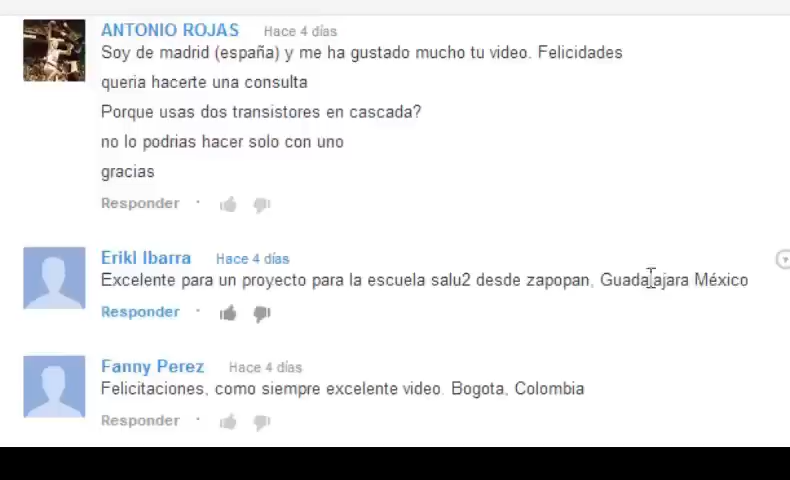 ANTONIO ROJAS Hace 4 días
Soy de madrid (españa) y me ha gustado mucho tu video. Felicidades
queria hacerte una consulta
Porque usas dos transistores en cascada?
no lo podrias hacer solo con uno
gracias
Responder ·
Erikl Ibarra Hace 4 días
Excelente para un proyecto para la escuela salu2 desde zapopan, Guadalajara México
Responder ·
Fanny Perez Hace 4 días
Felicitaciones, como siempre excelente video. Bogota, Colombia
Responder ·